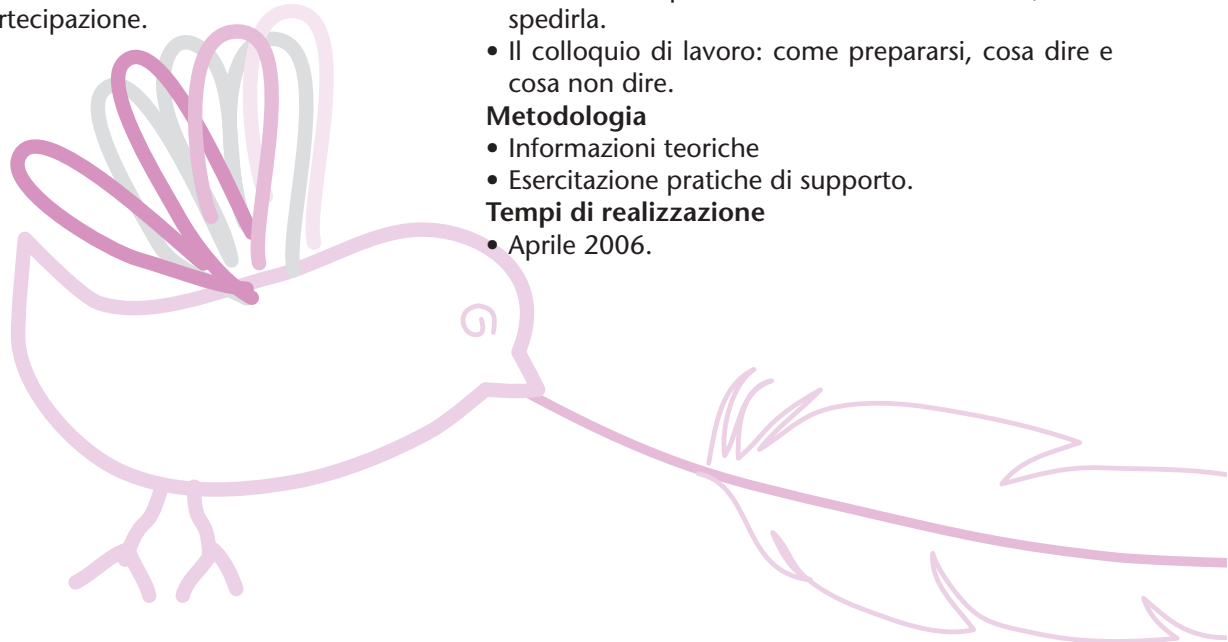 rtecipazione.
spedirla.
• Il colloquio di lavoro: come prepararsi, cosa dire e
cosa non dire.
Metodologia
• Informazioni teoriche
• Esercitazione pratiche di supporto.
Tempi di realizzazione
• Aprile 2006.